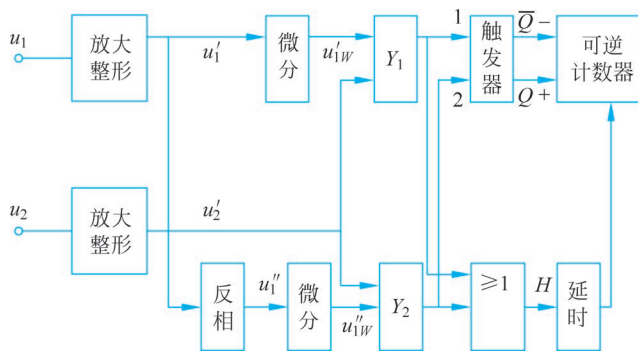 u₁
放大
整形
u₁′
微
分
u₁W′
Y₁
1
2
触
发
器
Q̅ −
Q +
可逆
计数器
u₂
放大
整形
u₂′
反
相
u₁″
微
分
u₁W″
Y₂
≥1
H
延
时